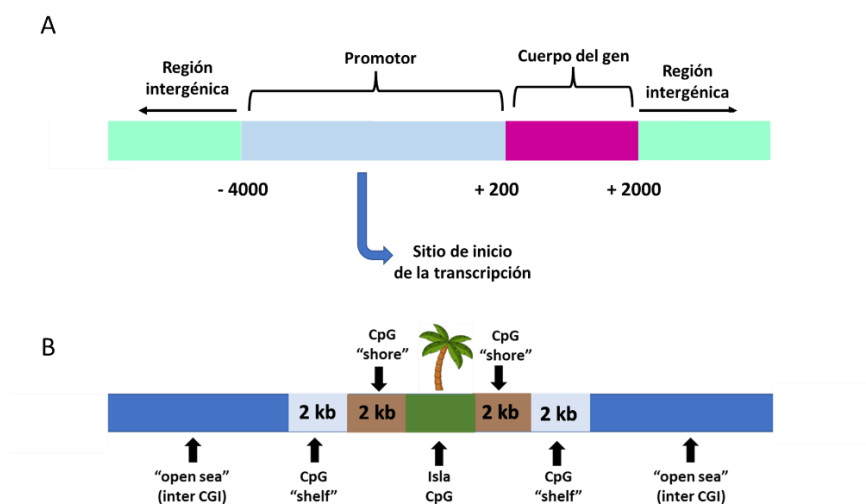 A
Región
intergénica
Promotor
Cuerpo del gen
Región
intergénica
- 4000
+ 200
+ 2000
Sitio de inicio
de la transcripción
B
CpG
“shore”
CpG
“shore”
2 kb
2 kb
2 kb
2 kb
“open sea”
(inter CGI)
CpG
“shelf”
Isla
CpG
CpG
“shelf”
“open sea”
(inter CGI)